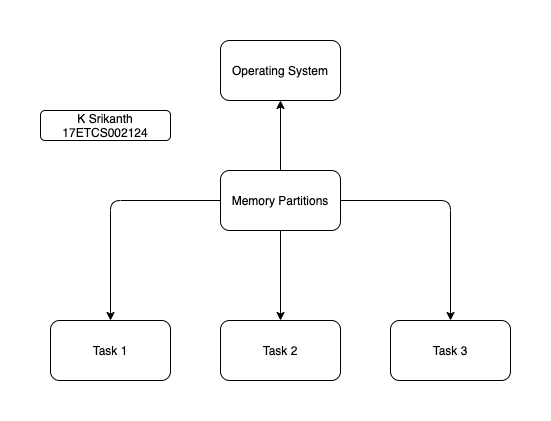 Operating System
K Srikanth
17ETCS002124
Memory Partitions
Task 1
Task 2
Task 3